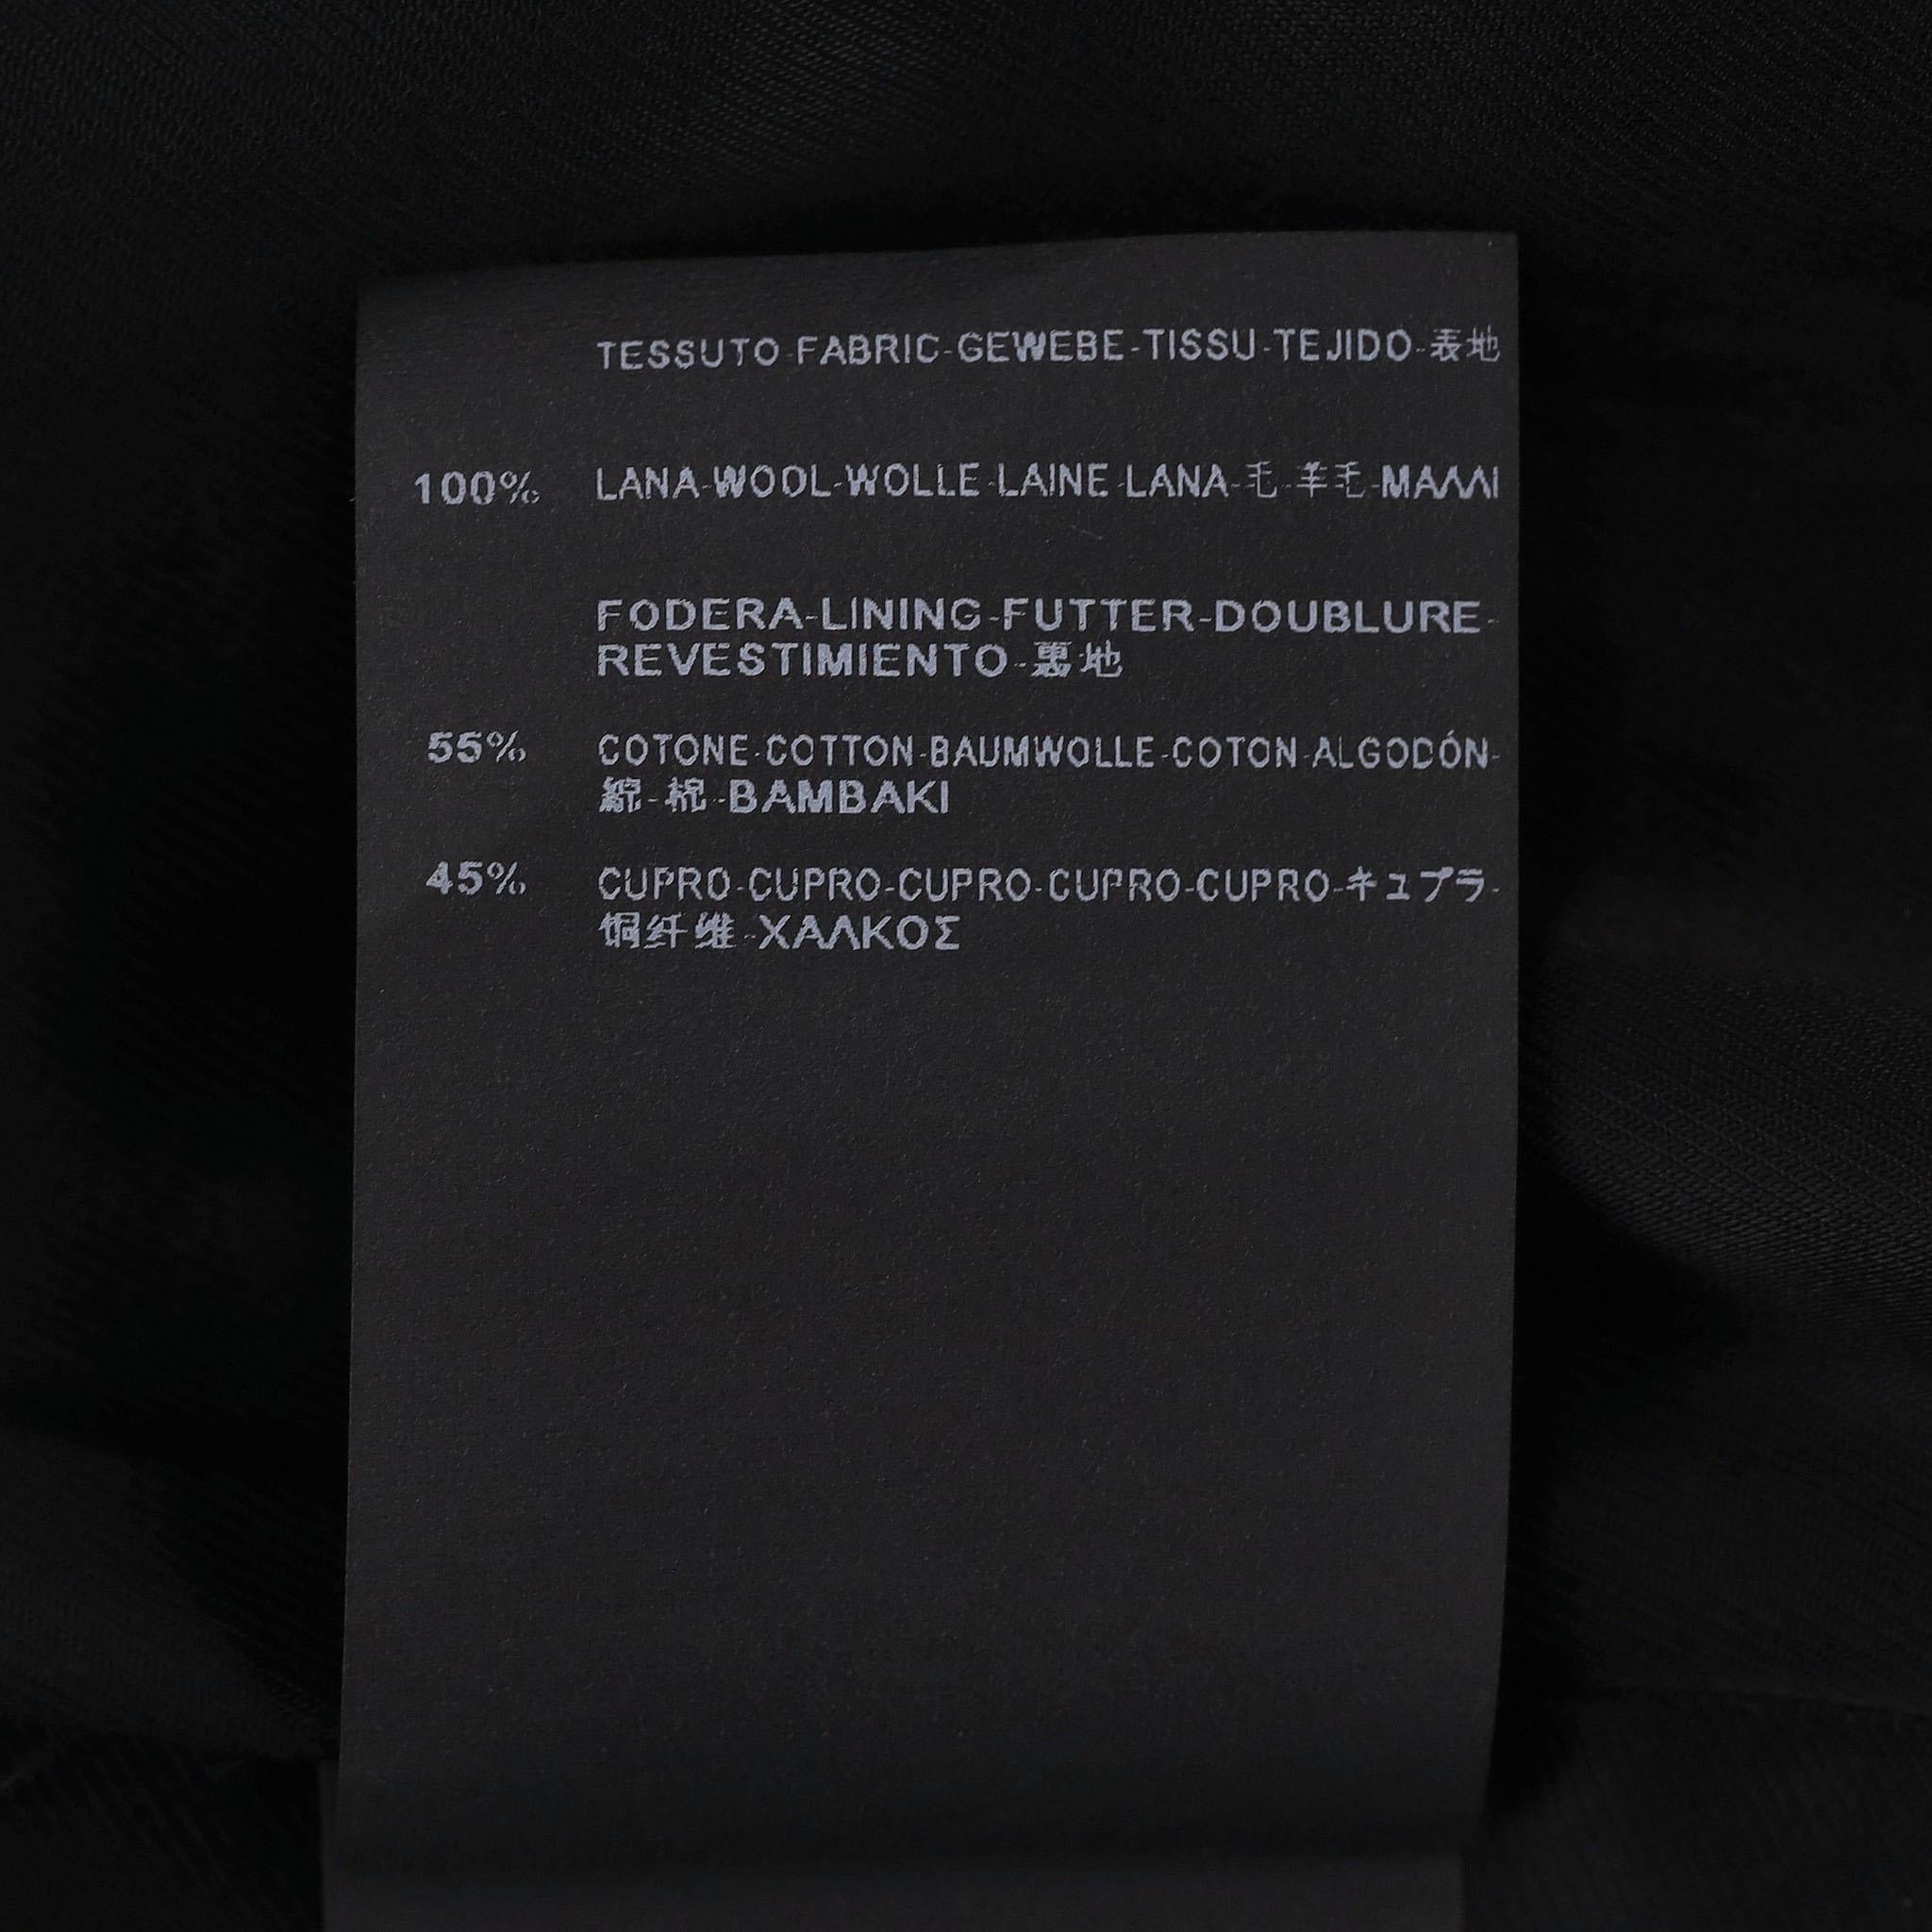 TESSUTO-FABRIC-GEWEBE-TISSU-TEJIDO-表地
100% LANA-WOOL-WOLLE-LAINE-LANA-毛-羊毛-ΜΑΛΛΙ
FODERA-LINING-FUTTER-DOUBLURE-
REVESTIMIENTO-裏地
55% COTONE-COTTON-BAUMWOLLE-COTON-ALGODÓN-
綿-棉-BAMBAKI
45% CUPRO-CUPRO-CUPRO-CUPRO-CUPRO-キュプラ-
铜纤维-ΧΑΛΚΟΣ